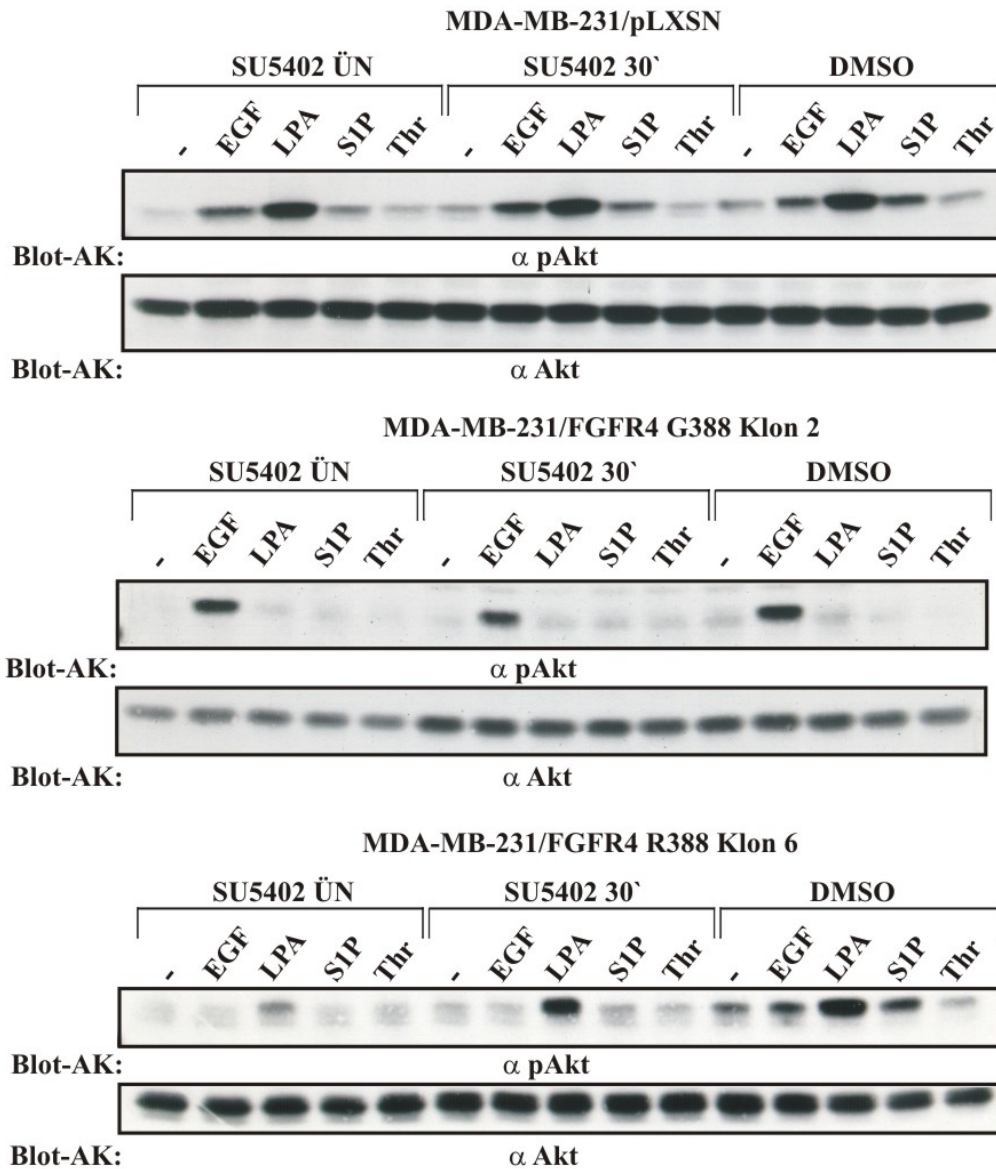 MDA-MB-231/pLXSN
SU5402 ÜN SU5402 30` DMSO
- EGF LPA S1P Thr - EGF LPA S1P Thr - EGF LPA S1P Thr
Blot-AK: α pAkt
Blot-AK: α Akt
MDA-MB-231/FGFR4 G388 Klon 2
SU5402 ÜN SU5402 30` DMSO
- EGF LPA S1P Thr - EGF LPA S1P Thr - EGF LPA S1P Thr
Blot-AK: α pAkt
Blot-AK: α Akt
MDA-MB-231/FGFR4 R388 Klon 6
SU5402 ÜN SU5402 30` DMSO
- EGF LPA S1P Thr - EGF LPA S1P Thr - EGF LPA S1P Thr
Blot-AK: α pAkt
Blot-AK: α Akt